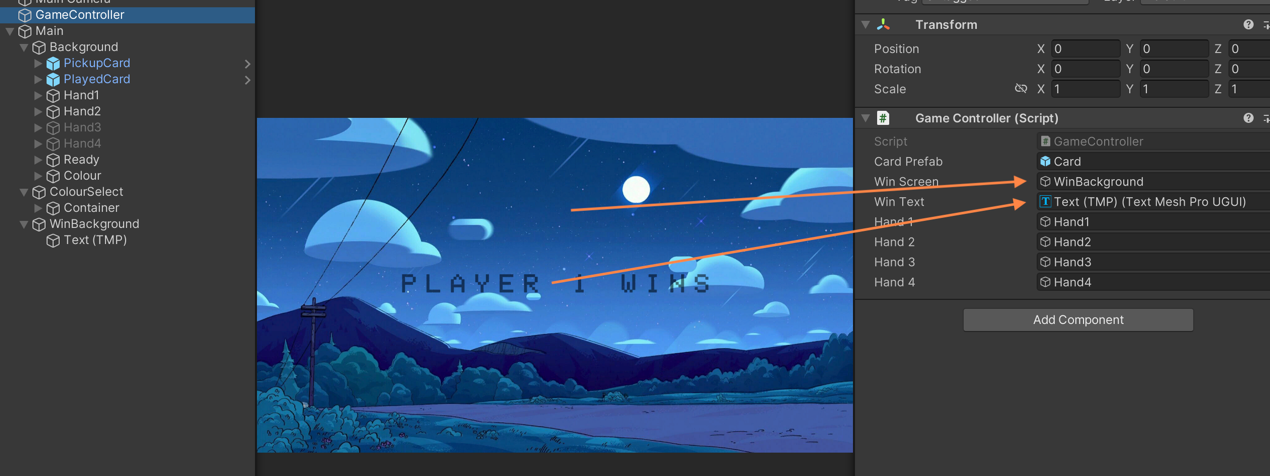 Main Camera
GameController
Main
Background
PickupCard
PlayedCard
Hand1
Hand2
Hand3
Hand4
Ready
Colour
ColourSelect
Container
WinBackground
Text (TMP)
PLAYER 1 WINS
Transform
Position X 0 Y 0 Z 0
Rotation X 0 Y 0 Z 0
Scale X 1 Y 1 Z 1
# Game Controller (Script)
Script # GameController
Card Prefab Card
Win Screen WinBackground
Win Text T Text (TMP) (Text Mesh Pro UGUI)
Hand 1 Hand1
Hand 2 Hand2
Hand 3 Hand3
Hand 4 Hand4
Add Component